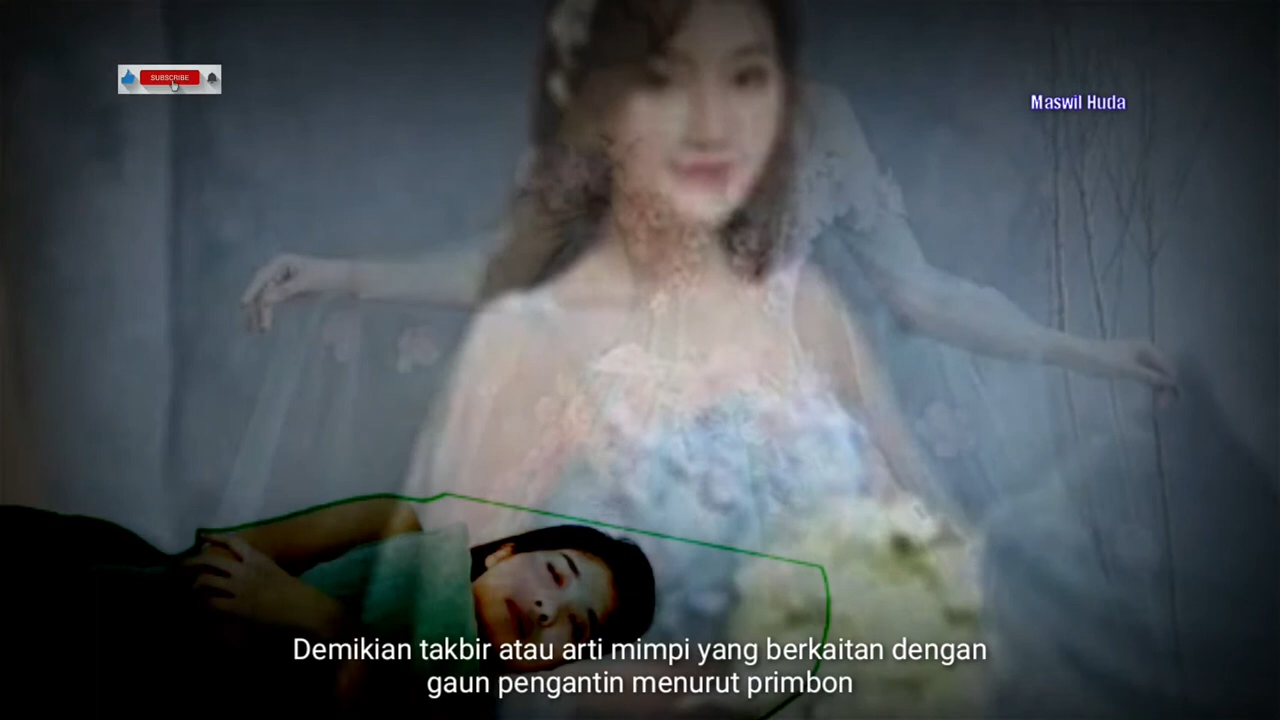 SUBSCRIBE
Maswil Huda
Demikian takbir atau arti mimpi yang berkaitan dengan
gaun pengantin menurut primbon